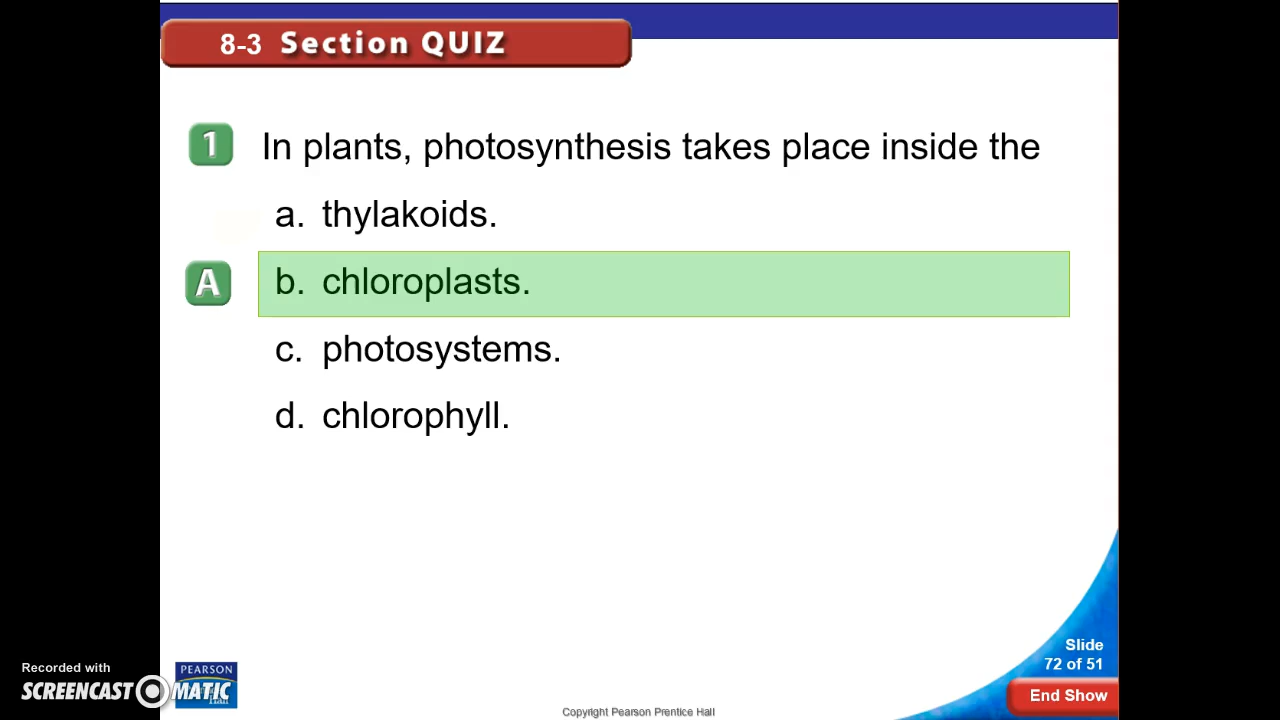 8-3 Section QUIZ
1 In plants, photosynthesis takes place inside the
a. thylakoids.
A b. chloroplasts.
c. photosystems.
d. chlorophyll.
Slide
72 of 51
End Show
Recorded with
SCREENCAST MATIC
PEARSON
Hall
Copyright Pearson Prentice Hall